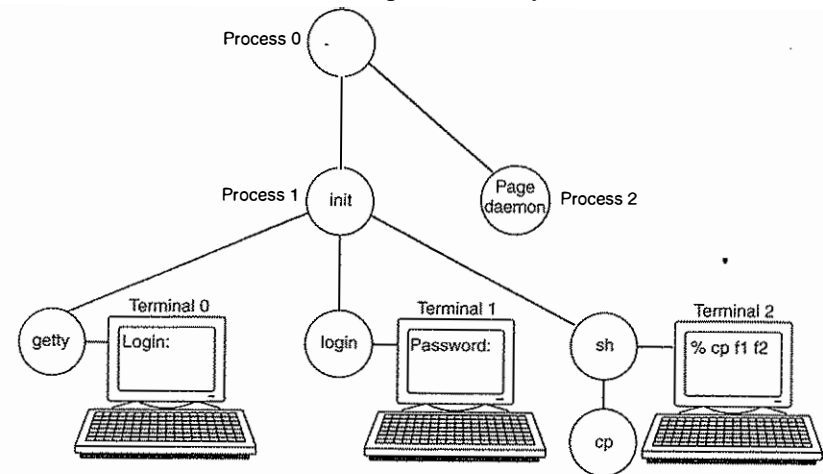 Process 0
Process 1
init
Page
daemon
Process 2
Terminal 0
Terminal 1
Terminal 2
getty
Login:
login
Password:
sh
% cp f1 f2
cp